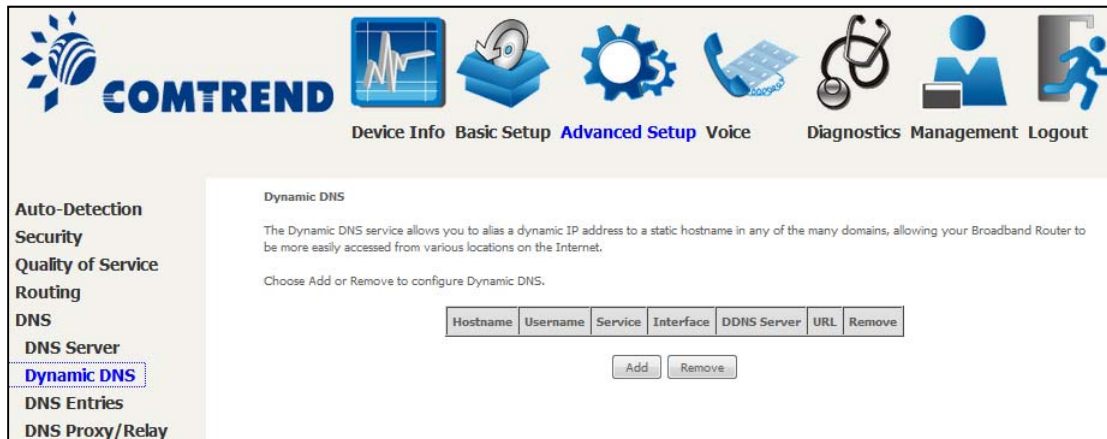 COMTREND
Device Info Basic Setup Advanced Setup Voice Diagnostics Management Logout
Auto-Detection
Security
Quality of Service
Routing
DNS
DNS Server
Dynamic DNS
DNS Entries
DNS Proxy/Relay
Dynamic DNS
The Dynamic DNS service allows you to alias a dynamic IP address to a static hostname in any of the many domains, allowing your Broadband Router to
be more easily accessed from various locations on the Internet.
Choose Add or Remove to configure Dynamic DNS.
Hostname Username Service Interface DDNS Server URL Remove
Add Remove